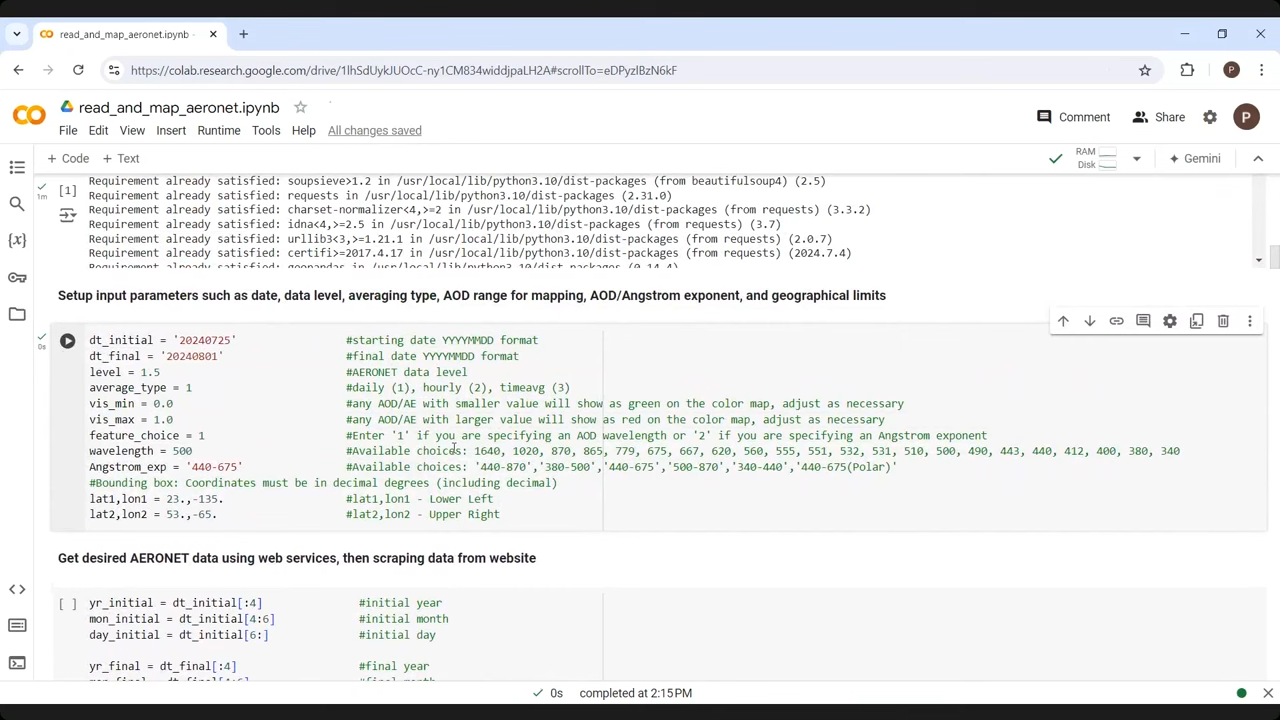 read_and_map_aeronet.ipynb -
https://colab.research.google.com/drive/1lhSdUykJUOcC-ny1CM834widdjpaLH2A#scrollTo=eDPyzlBzN6kF
P
read_and_map_aeronet.ipynb
Comment
Share
P
File Edit View Insert Runtime Tools Help All changes saved
+ Code + Text
RAM
Disk
Gemini
Requirement already satisfied: soupsieve>1.2 in /usr/local/lib/python3.10/dist-packages (from beautifulsoup4) (2.5)
[1]
1m
Requirement already satisfied: requests in /usr/local/lib/python3.10/dist-packages (2.31.0)
Requirement already satisfied: charset-normalizer<4,>=2 in /usr/local/lib/python3.10/dist-packages (from requests) (3.3.2)
Requirement already satisfied: idna<4,>=2.5 in /usr/local/lib/python3.10/dist-packages (from requests) (3.7)
Requirement already satisfied: urllib3<3,>=1.21.1 in /usr/local/lib/python3.10/dist-packages (from requests) (2.0.7)
Requirement already satisfied: certifi>=2017.4.17 in /usr/local/lib/python3.10/dist-packages (from requests) (2024.7.4)
Requirement already satisfied: geopandas in /usr/local/lib/python3.10/dist-packages (0.14.4)
Setup input parameters such as date, data level, averaging type, AOD range for mapping, AOD/Angstrom exponent, and geographical limits
0s
dt_initial = '20240725' #starting date YYYYMMDD format
dt_final = '20240801' #final date YYYYMMDD format
level = 1.5 #AERONET data level
average_type = 1 #daily (1), hourly (2), timeavg (3)
vis_min = 0.0 #any AOD/AE with smaller value will show as green on the color map, adjust as necessary
vis_max = 1.0 #any AOD/AE with larger value will show as red on the color map, adjust as necessary
feature_choice = 1 #Enter '1' if you are specifying an AOD wavelength or '2' if you are specifying an Angstrom exponent
wavelength = 500 #Available choices: 1640, 1020, 870, 865, 779, 675, 667, 620, 560, 555, 551, 532, 531, 510, 500, 490, 443, 440, 412, 400, 380, 340
Angstrom_exp = '440-675' #Available choices: '440-870','380-500','440-675','500-870','340-440','440-675(Polar)'
#Bounding box: Coordinates must be in decimal degrees (including decimal)
lat1,lon1 = 23.,-135. #lat1,lon1 - Lower Left
lat2,lon2 = 53.,-65. #lat2,lon2 - Upper Right
Get desired AERONET data using web services, then scraping data from website
[ ] yr_initial = dt_initial[:4] #initial year
mon_initial = dt_initial[4:6] #initial month
day_initial = dt_initial[6:] #initial day
yr_final = dt_final[:4] #final year
0s completed at 2:15 PM